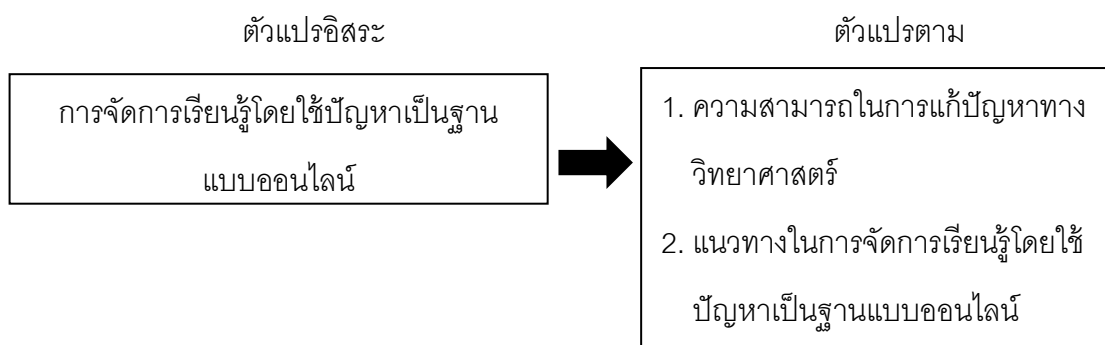 ตัวแปรอิสระ
การจัดการเรียนรู้โดยใช้ปัญหาเป็นฐาน
แบบออนไลน์
ตัวแปรตาม
1. ความสามารถในการแก้ปัญหาทาง
วิทยาศาสตร์
2. แนวทางในการจัดการเรียนรู้โดยใช้
ปัญหาเป็นฐานแบบออนไลน์